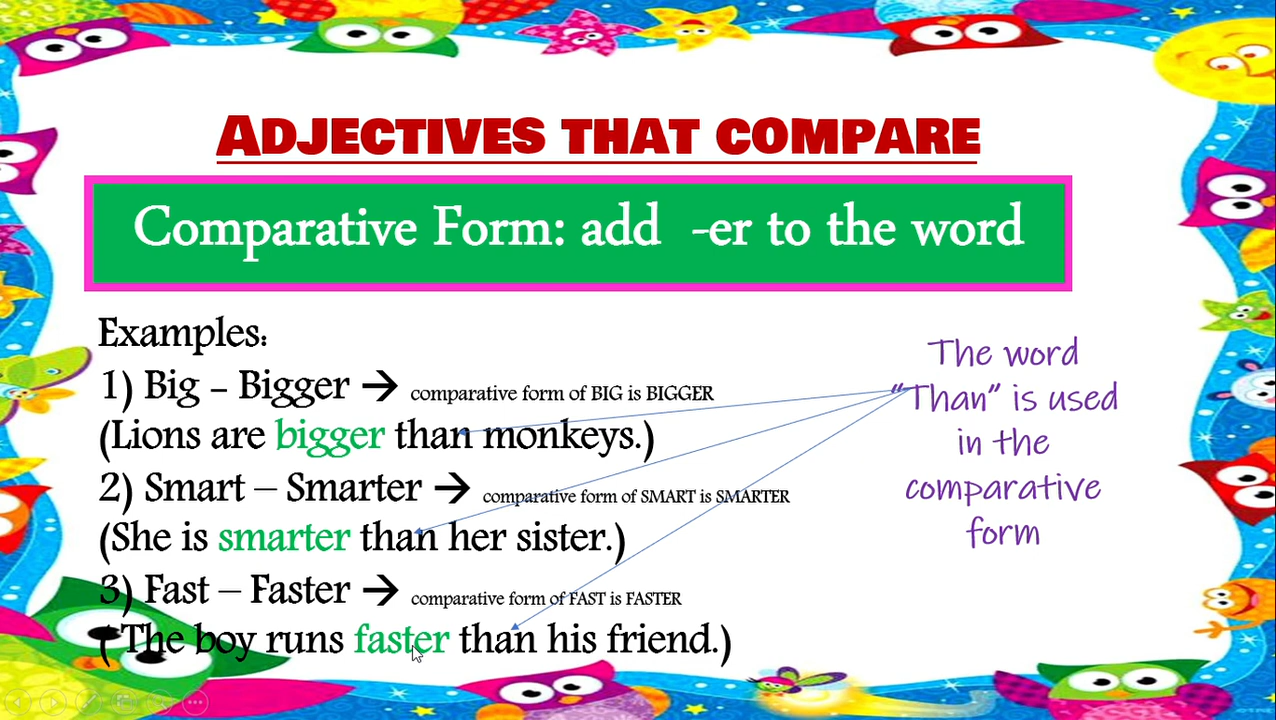 ADJECTIVES THAT COMPARE
Comparative Form: add -er to the word
Examples:
1) Big – Bigger → comparative form of BIG is BIGGER
(Lions are bigger than monkeys.)
2) Smart – Smarter → comparative form of SMART is SMARTER
(She is smarter than her sister.)
3) Fast – Faster → comparative form of FAST is FASTER
( The boy runs faster than his friend.)
The word
“Than” is used
in the
comparative
form